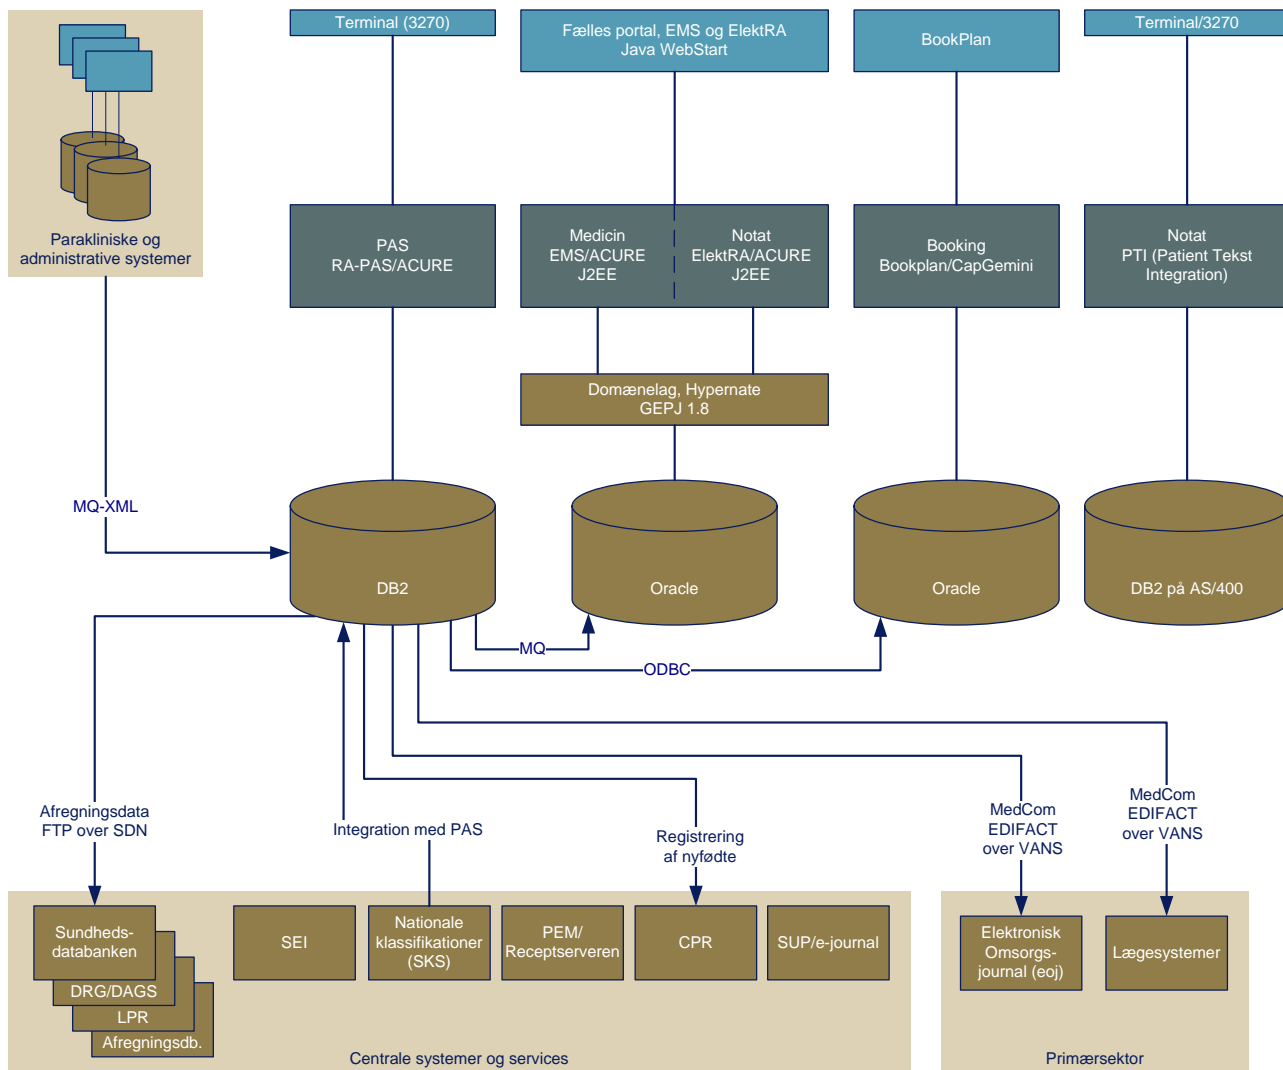 Terminal (3270)
Fælles portal, EMS og ElektRA
Java WebStart
BookPlan
Terminal/3270
Parakliniske og
administrative systemer
PAS
RA-PAS/ACURE
Medicin
EMS/ACURE
J2EE
Notat
ElektRA/ACURE
J2EE
Booking
Bookplan/CapGemini
Notat
PTI (Patient Tekst
Integration)
Domænelag, Hypernate
GEPJ 1.8
MQ-XML
DB2
Oracle
Oracle
DB2 på AS/400
MQ
ODBC
Afregningsdata
FTP over SDN
Integration med PAS
Registrering
af nyfødte
MedCom
EDIFACT
over VANS
MedCom
EDIFACT
over VANS
Sundheds-
databanken
DRG/DAGS
LPR
Afregningsdb.
SEI
Nationale
klassifikationer
(SKS)
PEM/
Receptserveren
CPR
SUP/e-journal
Elektronisk
Omsorgs-
journal (eoj)
Lægesystemer
Centrale systemer og services
Primærsektor